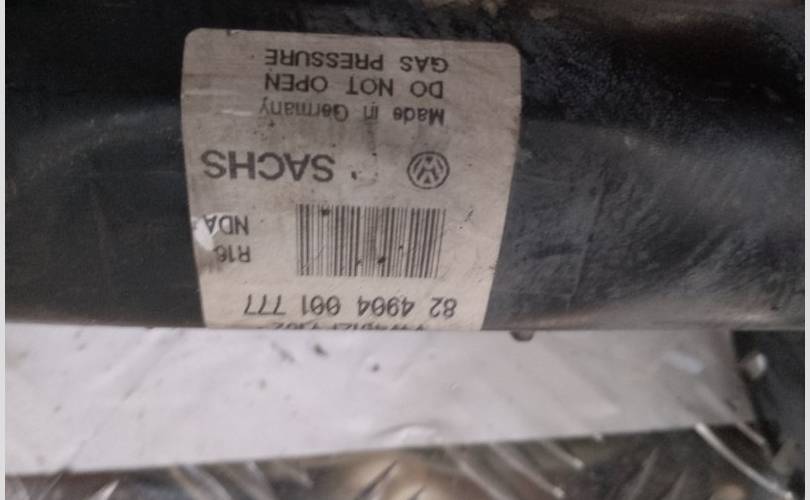 82 4904 001 777
R16
NDA
SACHS
Made in Germany
DO NOT OPEN
GAS PRESSURE